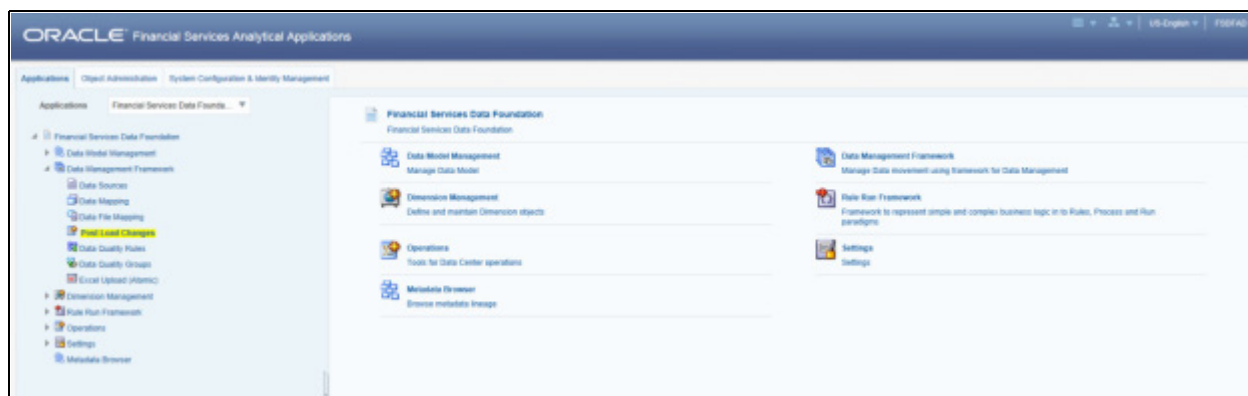 ORACLE Financial Services Analytical Applications
US-English
Applications Object Administration System Configuration & Identity Management
Applications Financial Services Data Founda...
Financial Services Data Foundation
Data Model Management
Data Management Framework
Data Sources
Data Mapping
Data File Mapping
Post Load Changes
Data Quality Rules
Data Quality Groups
Excel Upload (Atomic)
Dimension Management
Rule Run Framework
Operations
Settings
Metadata Browser
Financial Services Data Foundation
Financial Services Data Foundation
Data Model Management
Manage Data Model
Data Management Framework
Manage Data movement using framework for Data Management
Dimension Management
Define and maintain Dimension objects
Rule Run Framework
Framework to represent simple and complex business logic in to Rules, Process and Run
paradigms
Operations
Tools for Data Center operations
Settings
Settings
Metadata Browser
Browse metadata lineage